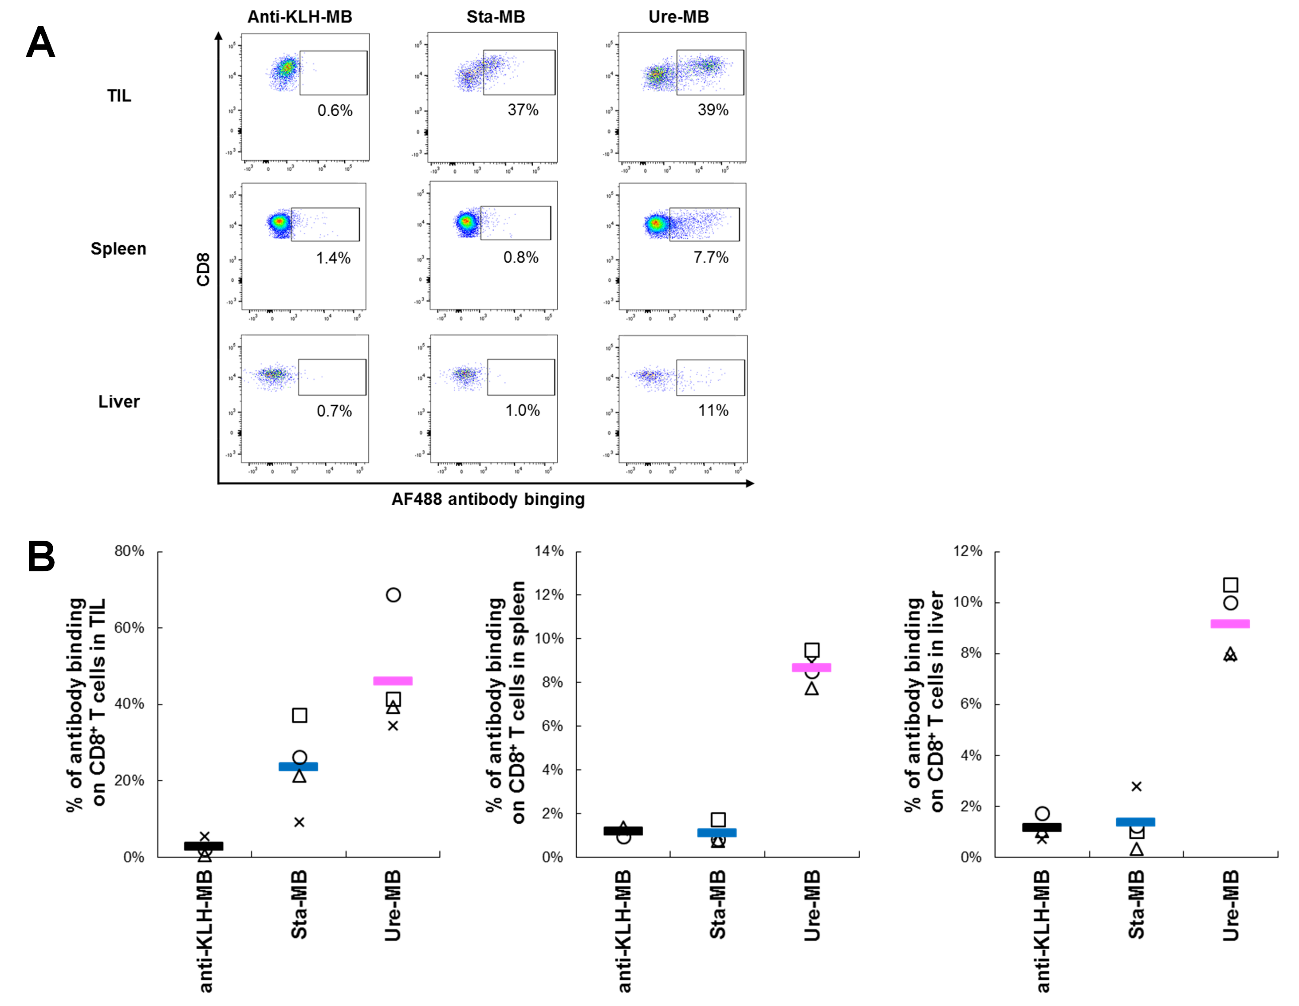 A
Anti-KLH-MB
Sta-MB
Ure-MB
TIL
0.6%
37%
39%
Spleen
1.4%
0.8%
7.7%
Liver
0.7%
1.0%
11%
CD8
AF488 antibody binging
B
% of antibody binding
on CD8⁺ T cells in TIL
80%
60%
40%
20%
0%
anti-KLH-MB
Sta-MB
Ure-MB
% of antibody binding
on CD8⁺ T cells in spleen
14%
12%
10%
8%
6%
4%
2%
0%
anti-KLH-MB
Sta-MB
Ure-MB
% of antibody binding
on CD8⁺ T cells in liver
12%
10%
8%
6%
4%
2%
0%
anti-KLH-MB
Sta-MB
Ure-MB